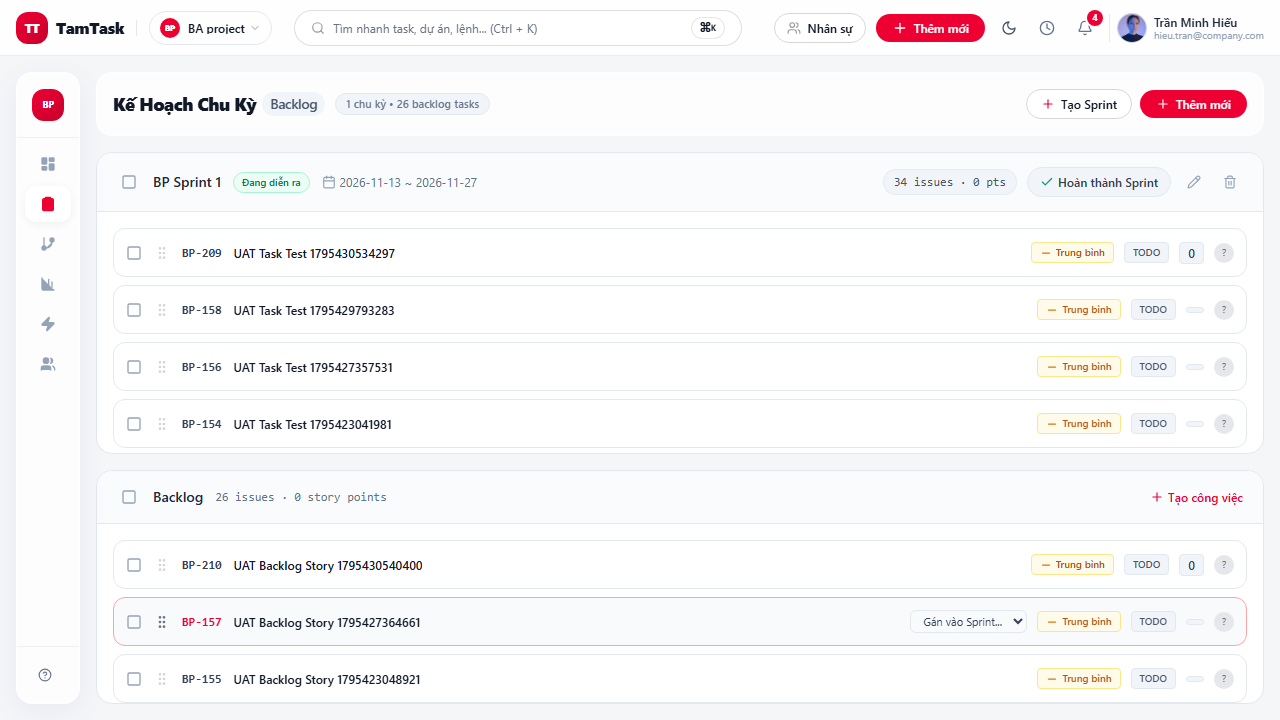 TT TamTask BP BA project Tìm nhanh task, dự án, lệnh... (Ctrl + K) ⌘K Nhân sự + Thêm mới 4 Trần Minh Hiếu
hieu.tran@company.com
BP
Kế Hoạch Chu Kỳ Backlog 1 chu kỳ • 26 backlog tasks + Tạo Sprint + Thêm mới
BP Sprint 1 Đang diễn ra 2026-11-13 ~ 2026-11-27 34 issues · 0 pts Hoàn thành Sprint
BP-209 UAT Task Test 1795430534297 — Trung bình TODO 0 ?
BP-158 UAT Task Test 1795429793283 — Trung bình TODO ?
BP-156 UAT Task Test 1795427357531 — Trung bình TODO ?
BP-154 UAT Task Test 1795423041981 — Trung bình TODO ?
Backlog 26 issues · 0 story points + Tạo công việc
BP-210 UAT Backlog Story 1795430540400 — Trung bình TODO 0 ?
BP-157 UAT Backlog Story 1795427364661 Gán vào Sprint... — Trung bình TODO ?
BP-155 UAT Backlog Story 1795423048921 — Trung bình TODO ?